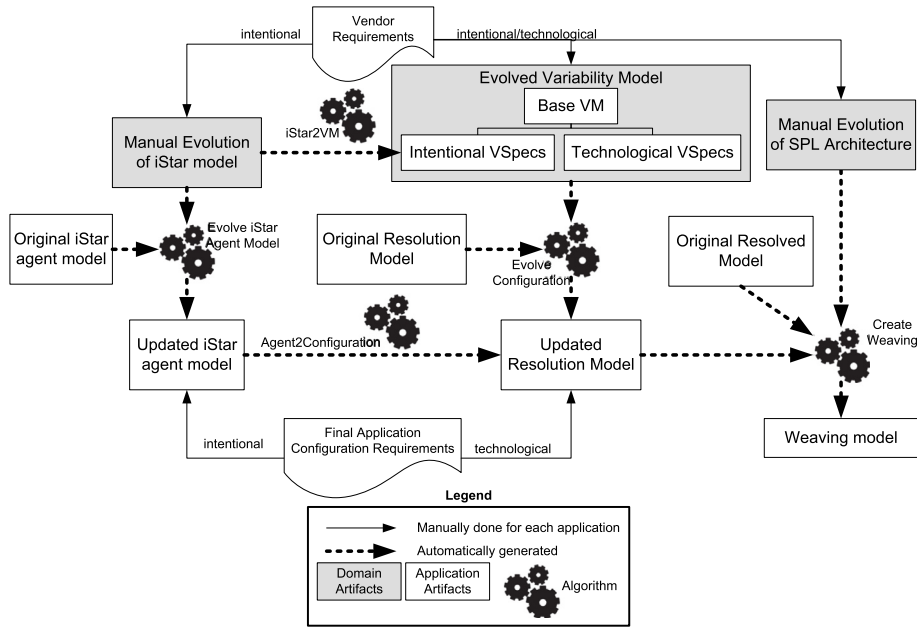 Vendor
Requirements
intentional
intentional/technological
Evolved Variability Model
Base VM
Intentional VSpecs
Technological VSpecs
iStar2VM
Manual Evolution
of iStar model
Manual Evolution
of SPL Architecture
Original iStar
agent model
Evolve iStar
Agent Model
Original Resolution
Model
Evolve
Configuration
Original Resolved
Model
Updated iStar
agent model
Agent2Configuration
Updated
Resolution Model
Create
Weaving
Weaving model
intentional
Final Application
Configuration Requirements
technological
Legend
Manually done for each application
Automatically generated
Domain
Artifacts
Application
Artifacts
Algorithm